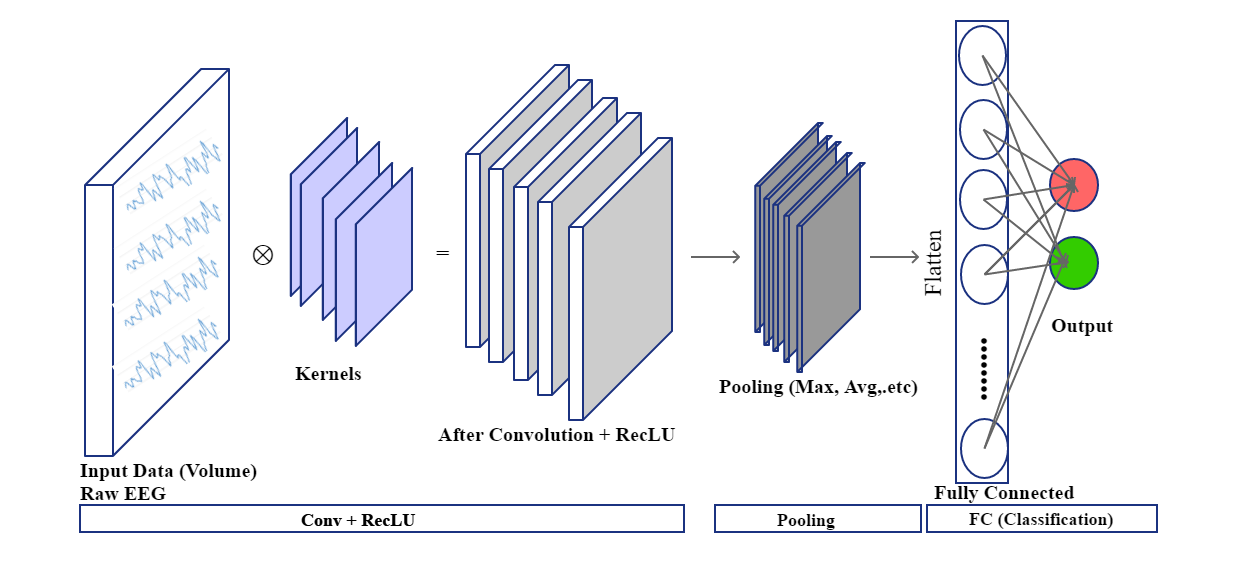 ⊗
=
Kernels
After Convolution + RecLU
Input Data (Volume)
Raw EEG
Pooling (Max, Avg,.etc)
Flatten
Output
Fully Connected
Conv + RecLU
Pooling
FC (Classification)